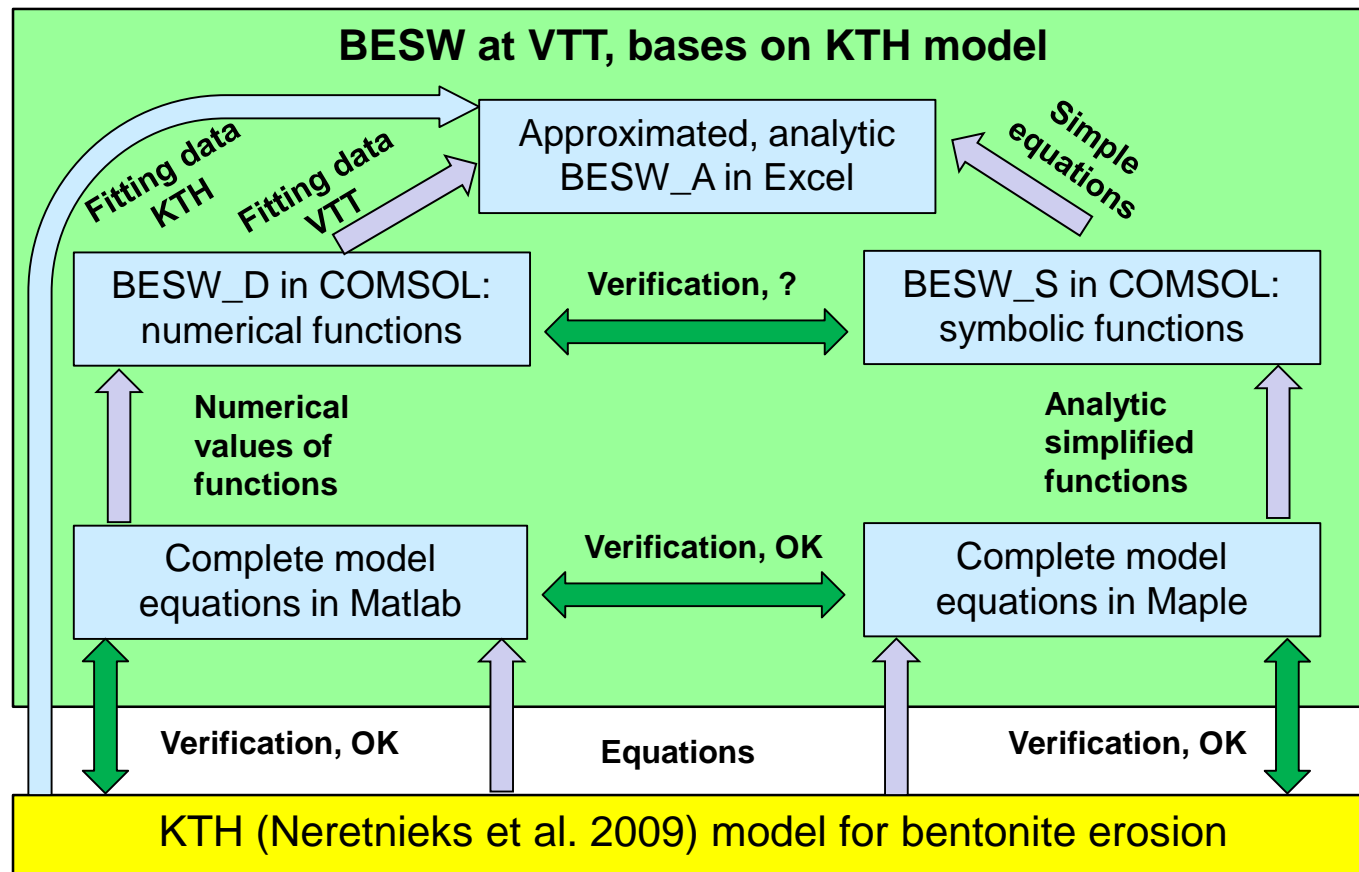 BESW at VTT, bases on KTH model
Fitting data
KTH
Fitting data
VTT
Approximated, analytic
BESW_A in Excel
Simple
equations
BESW_D in COMSOL:
numerical functions
Verification, ?
BESW_S in COMSOL:
symbolic functions
Numerical
values of
functions
Analytic
simplified
functions
Complete model
equations in Matlab
Verification, OK
Complete model
equations in Maple
Verification, OK
Equations
Verification, OK
KTH (Neretnieks et al. 2009) model for bentonite erosion